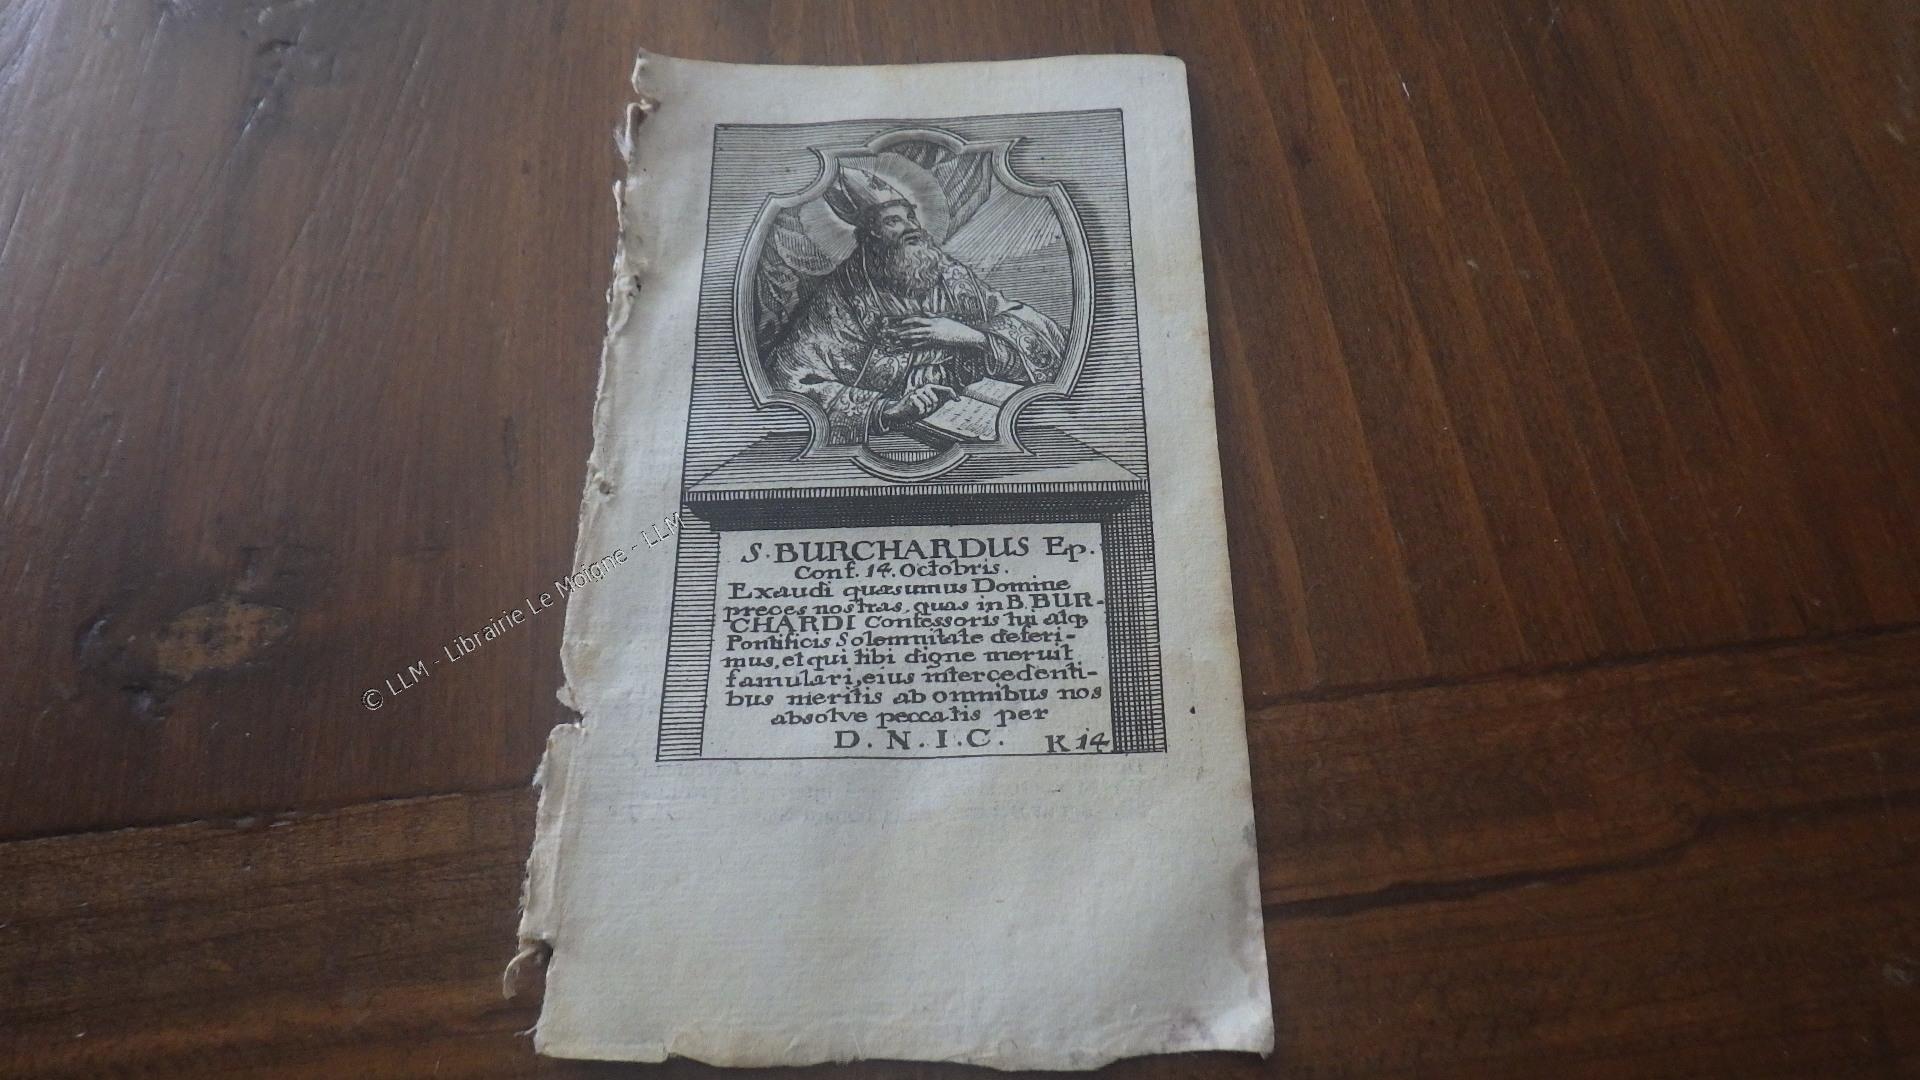 S. BURCHARDUS Ep.
Conf. 14. Octobris.
Exaudi quæsumus Domine
preces nostras, quas in B. BUR-
CHARDI Confessoris tui atq3
Pontificis Solemnitate deferi-
mus, et qui tibi digne meruit
famulari, eius intercedenti-
bus meritis ab omnibus nos
absolve peccatis per
D. N. I. C. K 14
© LLM - Librairie Le Moigne - LLM